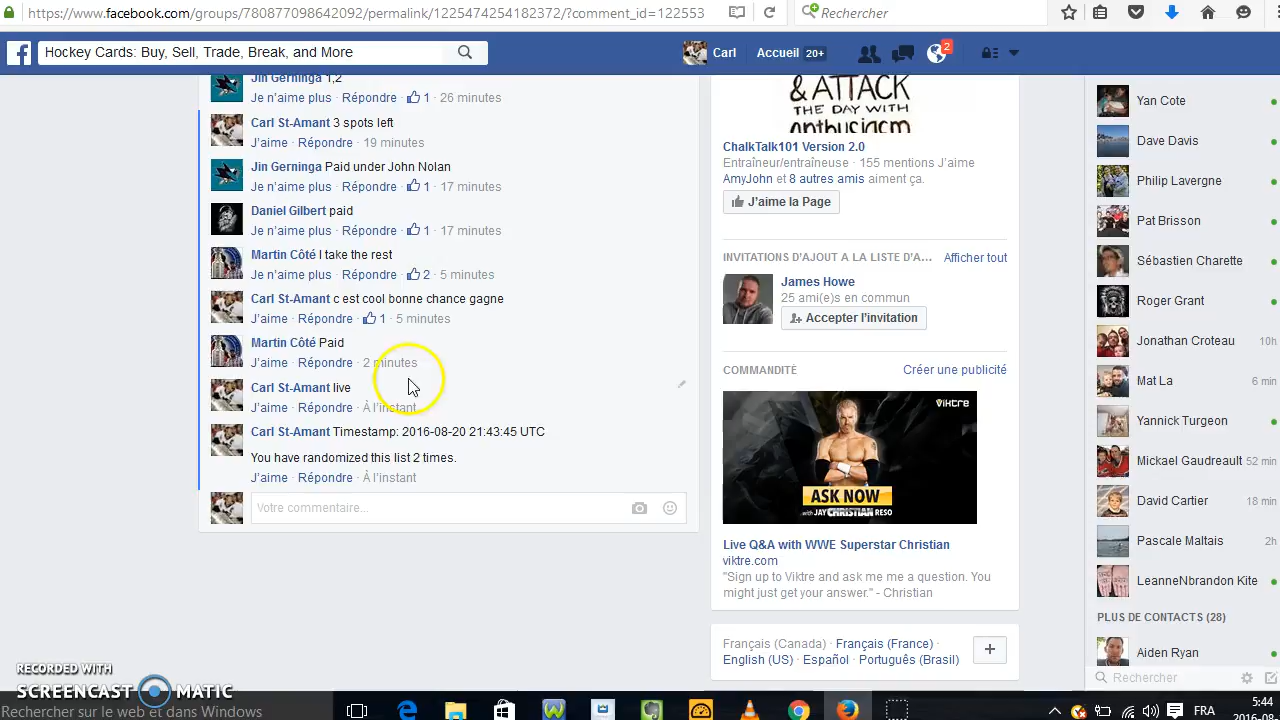 https://www.facebook.com/groups/780877098642092/permalink/1225474254182372/?comment_id=122553
Rechercher
Hockey Cards: Buy, Sell, Trade, Break, and More
Carl
Accueil 20+
2
Jin Gerninga 1,2
Je n'aime plus · Répondre · 1 · 26 minutes
Carl St-Amant 3 spots left
J'aime · Répondre · 19 minutes
Jin Gerninga Paid under John Dylan
Je n'aime plus · Répondre · 1 · 17 minutes
Daniel Gilbert paid
Je n'aime plus · Répondre · 1 · 17 minutes
Martin Côté I take the rest
Je n'aime plus · Répondre · 2 · 5 minutes
Carl St-Amant c est cool bonne chance gagne
J'aime · Répondre · 1 · 5 minutes
Martin Côté Paid
J'aime · Répondre · 2 minutes
Carl St-Amant live
J'aime · Répondre · À l'instant
Carl St-Amant Timestamp: 2016-08-20 21:43:45 UTC
You have randomized this list times.
J'aime · Répondre · À l'instant
Votre commentaire...
& ATTACK
THE DAY WITH
enthusiasm
ChalkTalk101 Version 2.0
Entraîneur/entraîneuse · 155 mentions J'aime
AmyJohn et 8 autres amis aiment ça.
J'aime la Page
INVITATIONS D'AJOUT A LA LISTE D'A... Afficher tout
James Howe
25 ami(e)s en commun
Accepter l'invitation
COMMANDITÉ Créer une publicité
VIKTRE
ASK NOW
with JAY CHRISTIAN RESO
Live Q&A with WWE Superstar Christian
viktre.com
"Sign up to Viktre and ask me me a question. You
might just get your answer." - Christian
Français (Canada) · Français (France) ·
English (US) · Español · Português (Brasil)
+
Yan Cote
Dave Davis
Philip Lavergne
Pat Brisson
Sébastien Charette
Roger Grant
Jonathan Croteau 10h
Mat La 6 min
Yannick Turgeon
Mickael Gaudreault 52 min
David Cartier 18 min
Pascale Maltais 2h
LeanneNbrandon Kite
PLUS DE CONTACTS (28)
Aiden Ryan
Rechercher
RECORDED WITH
SCREENCAST MATIC
Rechercher sur le web et dans Windows
FRA
5:44